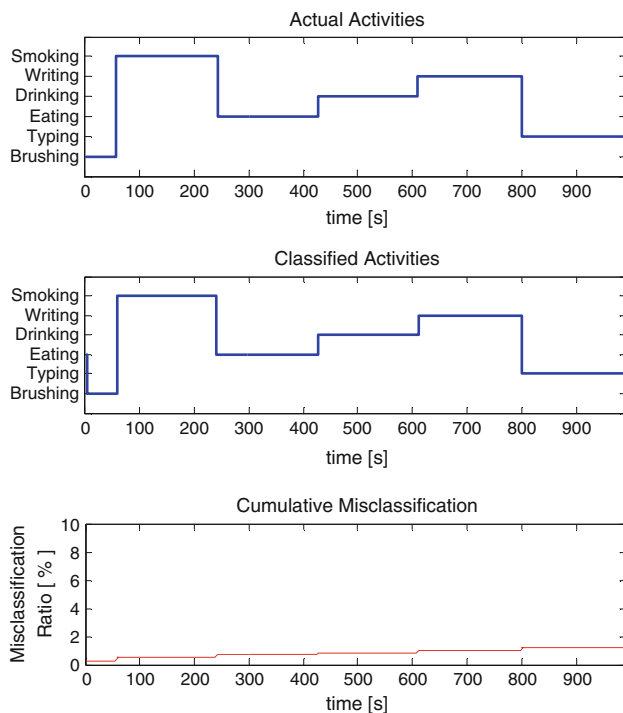 Actual Activities
Smoking
Writing
Drinking
Eating
Typing
Brushing
0 100 200 300 400 500 600 700 800 900
time [s]
Classified Activities
Smoking
Writing
Drinking
Eating
Typing
Brushing
0 100 200 300 400 500 600 700 800 900
time [s]
Cumulative Misclassification
Misclassification
Ratio [ % ]
10
8
6
4
2
0
0 100 200 300 400 500 600 700 800 900
time [s]